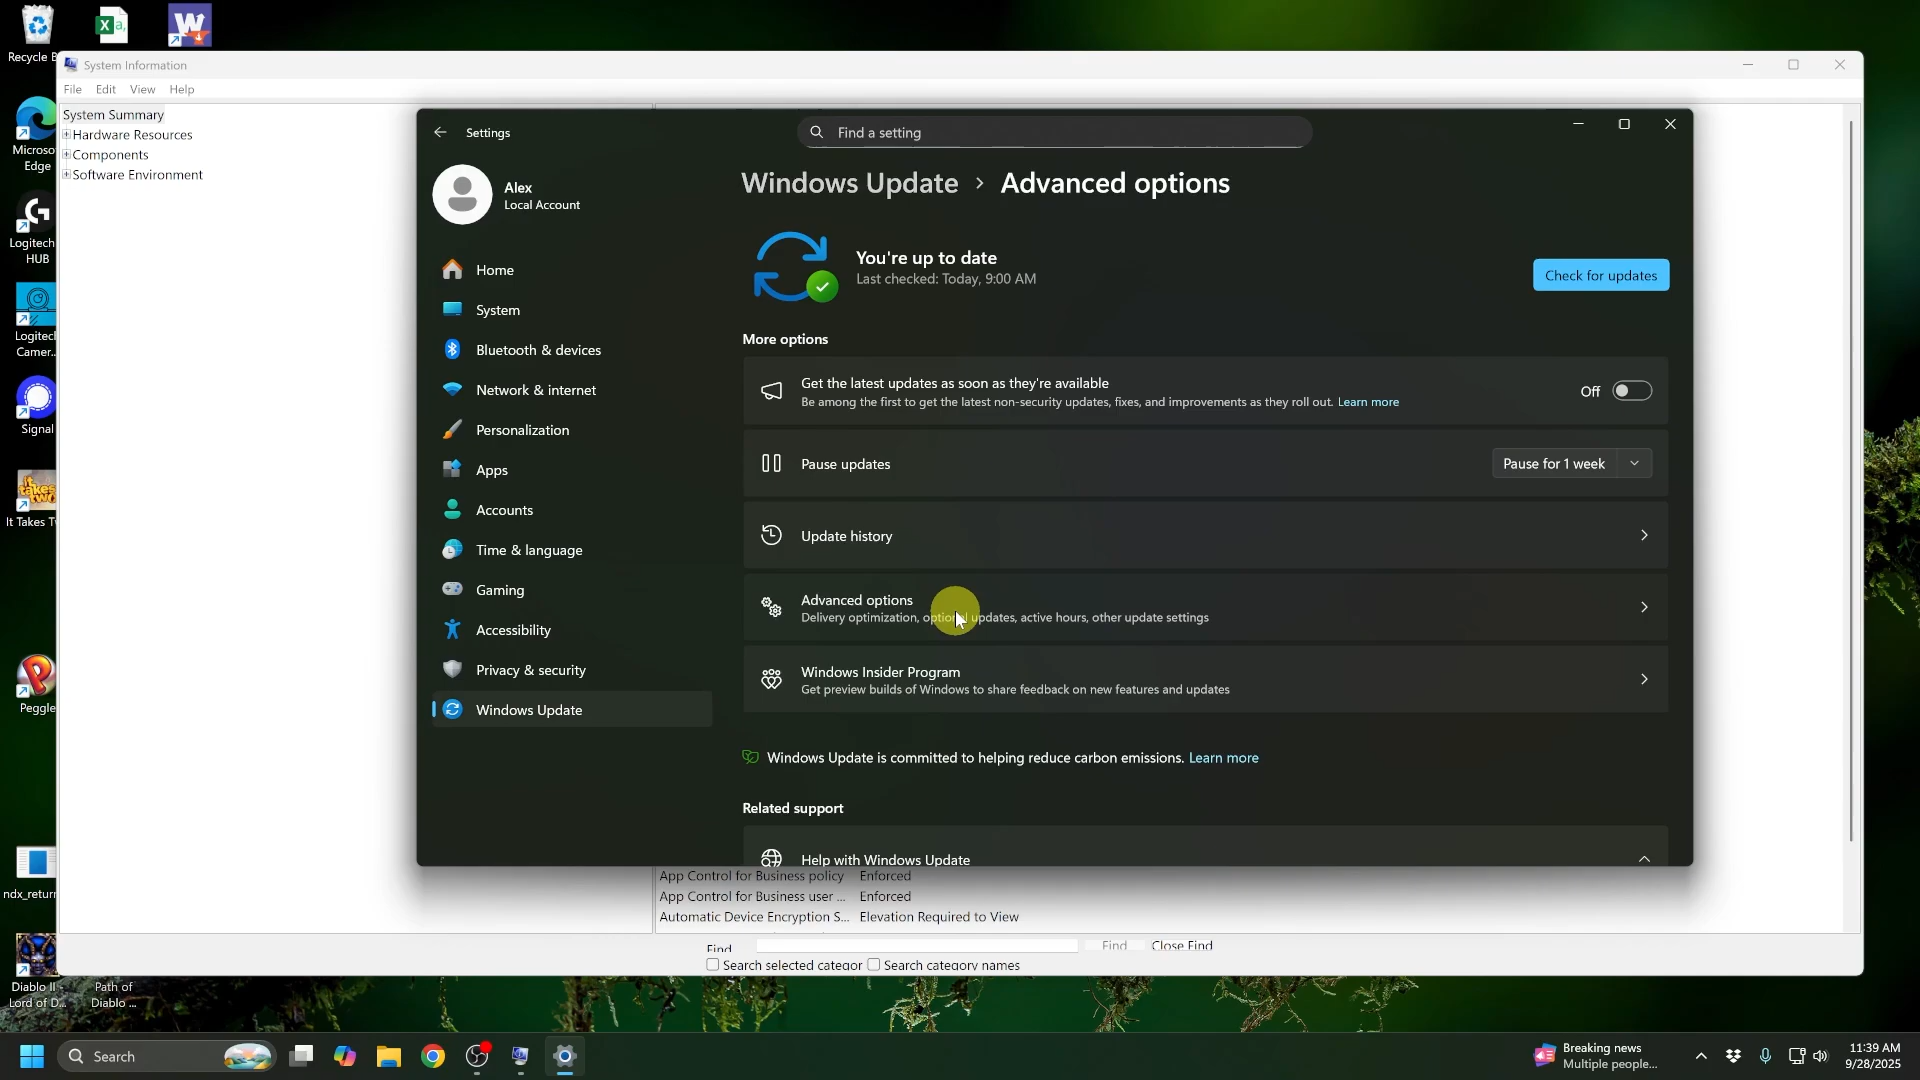 Recycle B
System Information
File Edit View Help
System Summary
Hardware Resources
Components
Software Environment
Microso
Edge
Logitech
HUB
Logitecl
Camer...
Signal
It Takes T
Peggle
ndx_return
Diablo II -
Lord of D...
Path of
Diablo ...
Settings
Find a setting
Alex
Local Account
Home
System
Bluetooth & devices
Network & internet
Personalization
Apps
Accounts
Time & language
Gaming
Accessibility
Privacy & security
Windows Update
Windows Update › Advanced options
You're up to date
Last checked: Today, 9:00 AM
Check for updates
More options
Get the latest updates as soon as they're available
Be among the first to get the latest non-security updates, fixes, and improvements as they roll out. Learn more
Off
Pause updates
Pause for 1 week
Update history
Advanced options
Delivery optimization, optional updates, active hours, other update settings
Windows Insider Program
Get preview builds of Windows to share feedback on new features and updates
Windows Update is committed to helping reduce carbon emissions. Learn more
Related support
Help with Windows Update
App Control for Business policy Enforced
App Control for Business user ... Enforced
Automatic Device Encryption S... Elevation Required to View
Find Find Close Find
Search selected categor Search category names
Search
Breaking news
Multiple people...
11:39 AM
9/28/2025